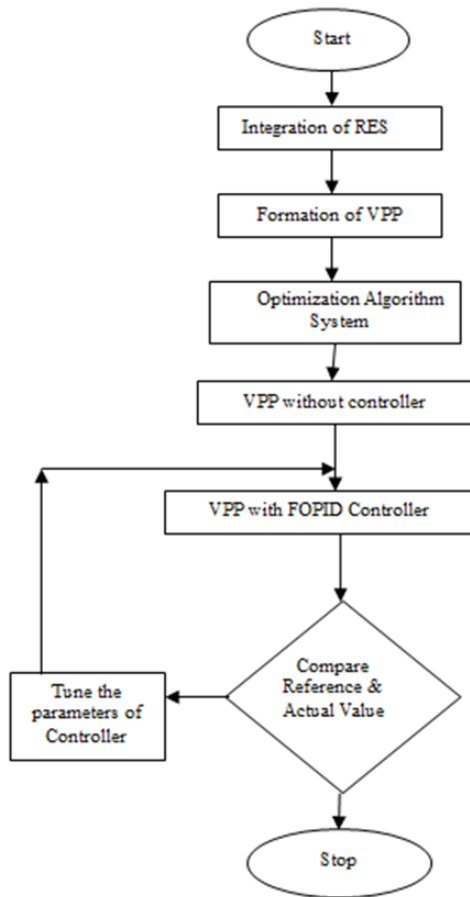 Start
Integration of RES
Formation of VPP
Optimization Algorithm
System
VPP without controller
VPP with FOPID Controller
Compare
Reference &
Actual Value
Tune the
parameters of
Controller
Stop